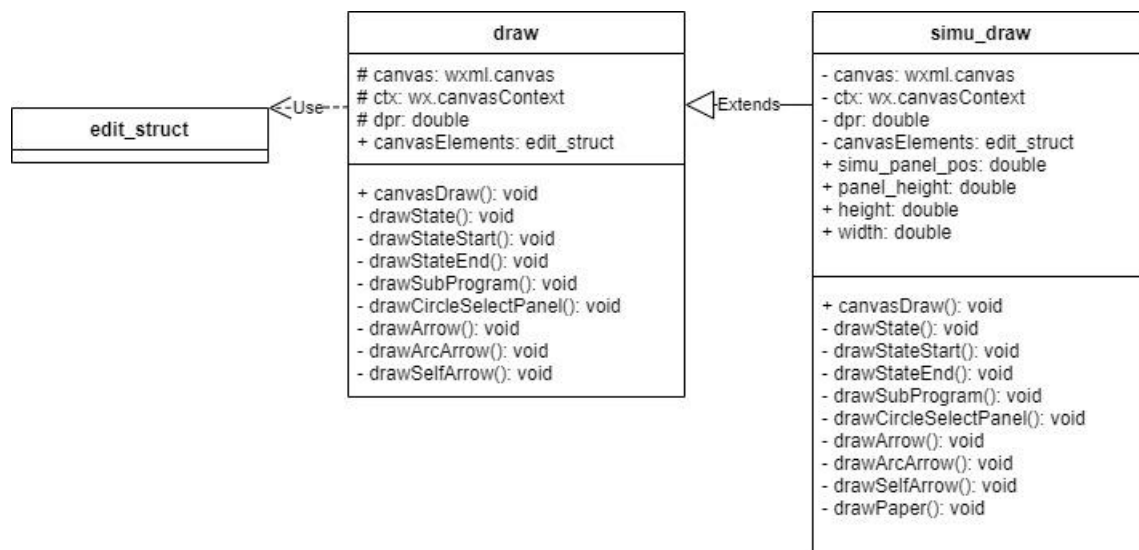 edit_struct
Use
draw
# canvas: wxml.canvas
# ctx: wx.canvasContext
# dpr: double
+ canvasElements: edit_struct
+ canvasDraw(): void
- drawState(): void
- drawStateStart(): void
- drawStateEnd(): void
- drawSubProgram(): void
- drawCircleSelectPanel(): void
- drawArrow(): void
- drawArcArrow(): void
- drawSelfArrow(): void
Extends
simu_draw
- canvas: wxml.canvas
- ctx: wx.canvasContext
- dpr: double
- canvasElements: edit_struct
+ simu_panel_pos: double
+ panel_height: double
+ height: double
+ width: double
+ canvasDraw(): void
- drawState(): void
- drawStateStart(): void
- drawStateEnd(): void
- drawSubProgram(): void
- drawCircleSelectPanel(): void
- drawArrow(): void
- drawArcArrow(): void
- drawSelfArrow(): void
- drawPaper(): void